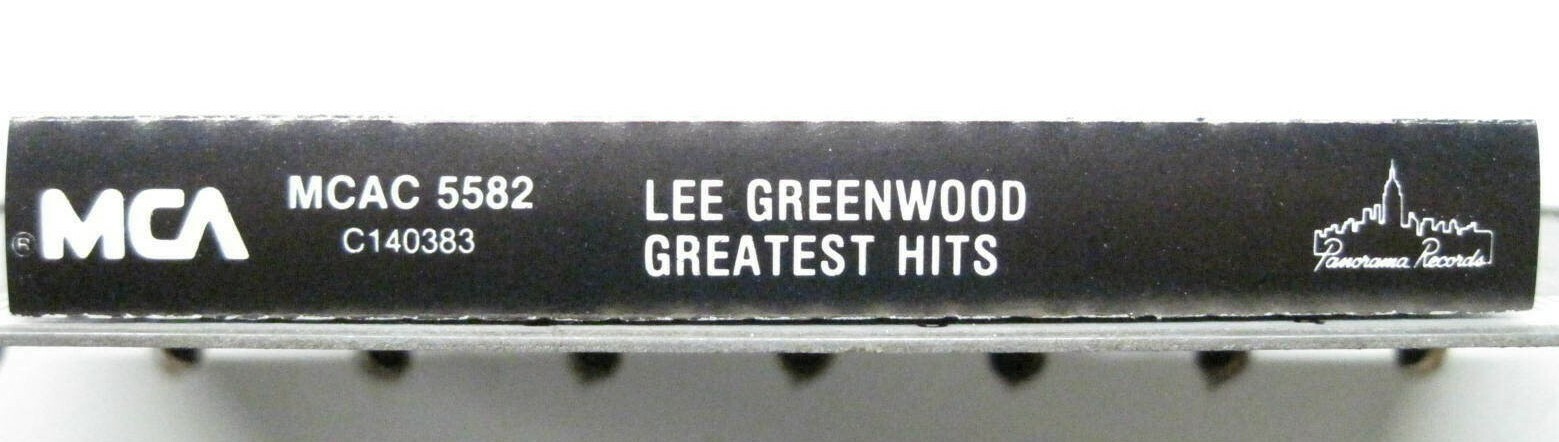 ® MCA
MCAC 5582
C140383
LEE GREENWOOD
GREATEST HITS
Panorama Records